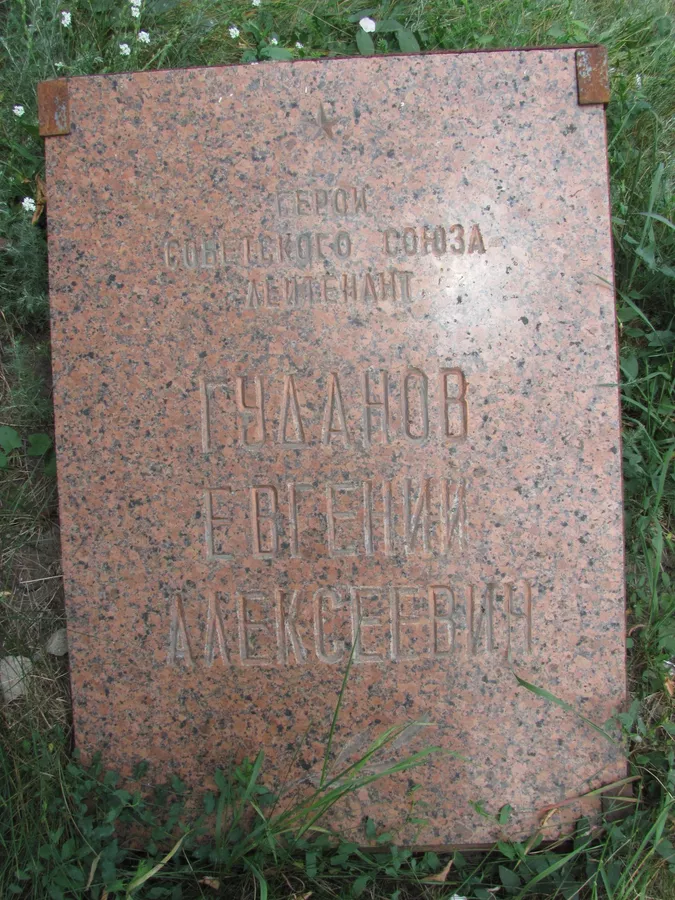 ГЕРОЙ
СОВЕТСКОГО СОЮЗА
ЛЕЙТЕНАНТ
ГУДАНОВ
ЕВГЕНИЙ
АЛЕКСЕЕВИЧ